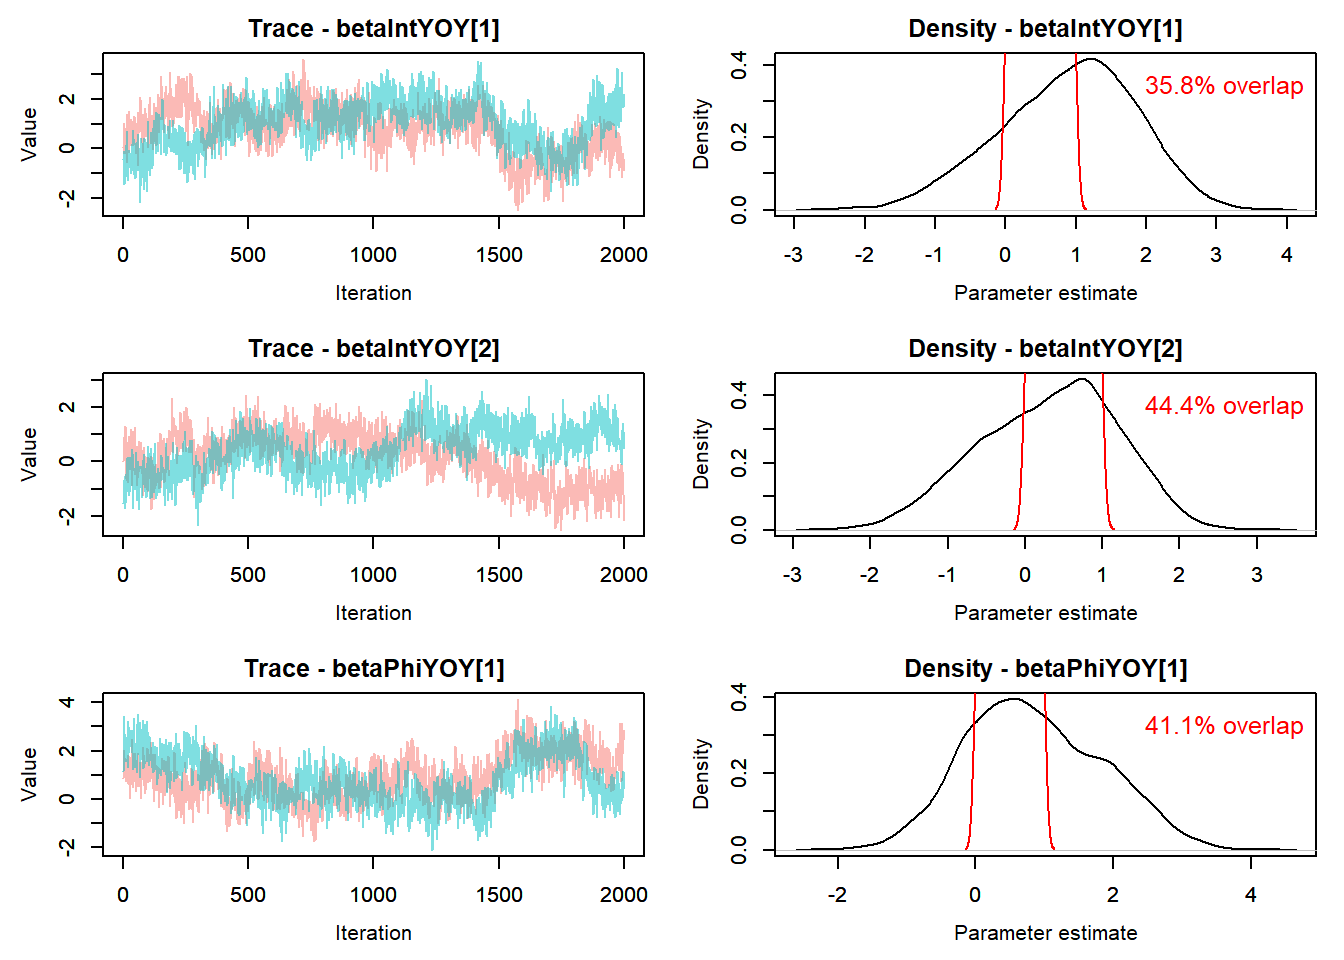 Trace - betaIntYOY[1]
Value
-2
0
2
0
500
1000
1500
2000
Iteration
Density - betaIntYOY[1]
35.8% overlap
Density
0.0
0.2
0.4
-3
-2
-1
0
1
2
3
4
Parameter estimate
Trace - betaIntYOY[2]
Value
-2
0
2
0
500
1000
1500
2000
Iteration
Density - betaIntYOY[2]
44.4% overlap
Density
0.0
0.2
0.4
-3
-2
-1
0
1
2
3
Parameter estimate
Trace - betaPhiYOY[1]
Value
-2
0
2
4
0
500
1000
1500
2000
Iteration
Density - betaPhiYOY[1]
41.1% overlap
Density
0.0
0.2
0.4
-2
0
2
4
Parameter estimate